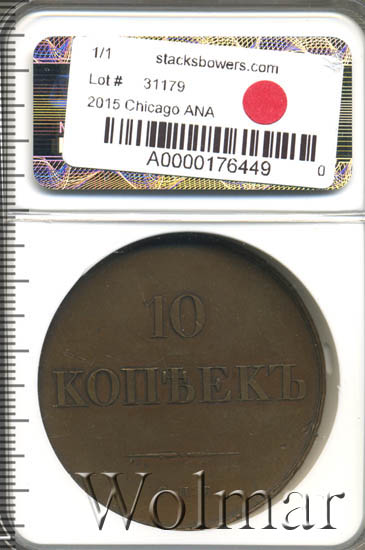 1/1 stacksbowers.com
Lot # 31179
2015 Chicago ANA
A0000176449
0
10
КОПѢЕКЪ
Wolmar